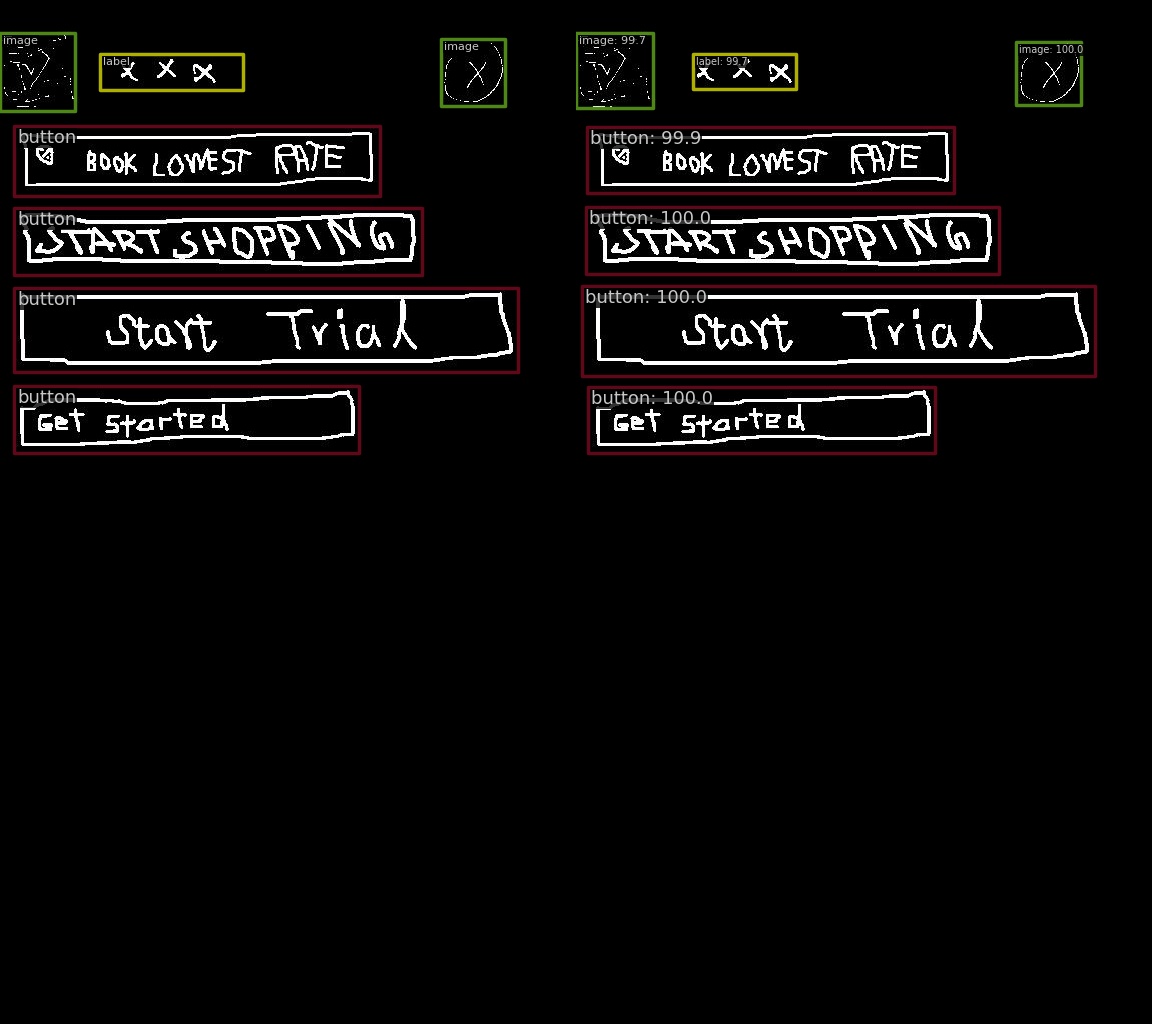 image image image: 99.7 image: 100.0
label x x x label: 99.7 x x x
x x
button button: 99.9
BOOK LOWEST RATE BOOK LOWEST RATE
button button: 100.0
START SHOPPING START SHOPPING
button button: 100.0
Start Trial Start Trial
button button: 100.0
Get Started Get Started